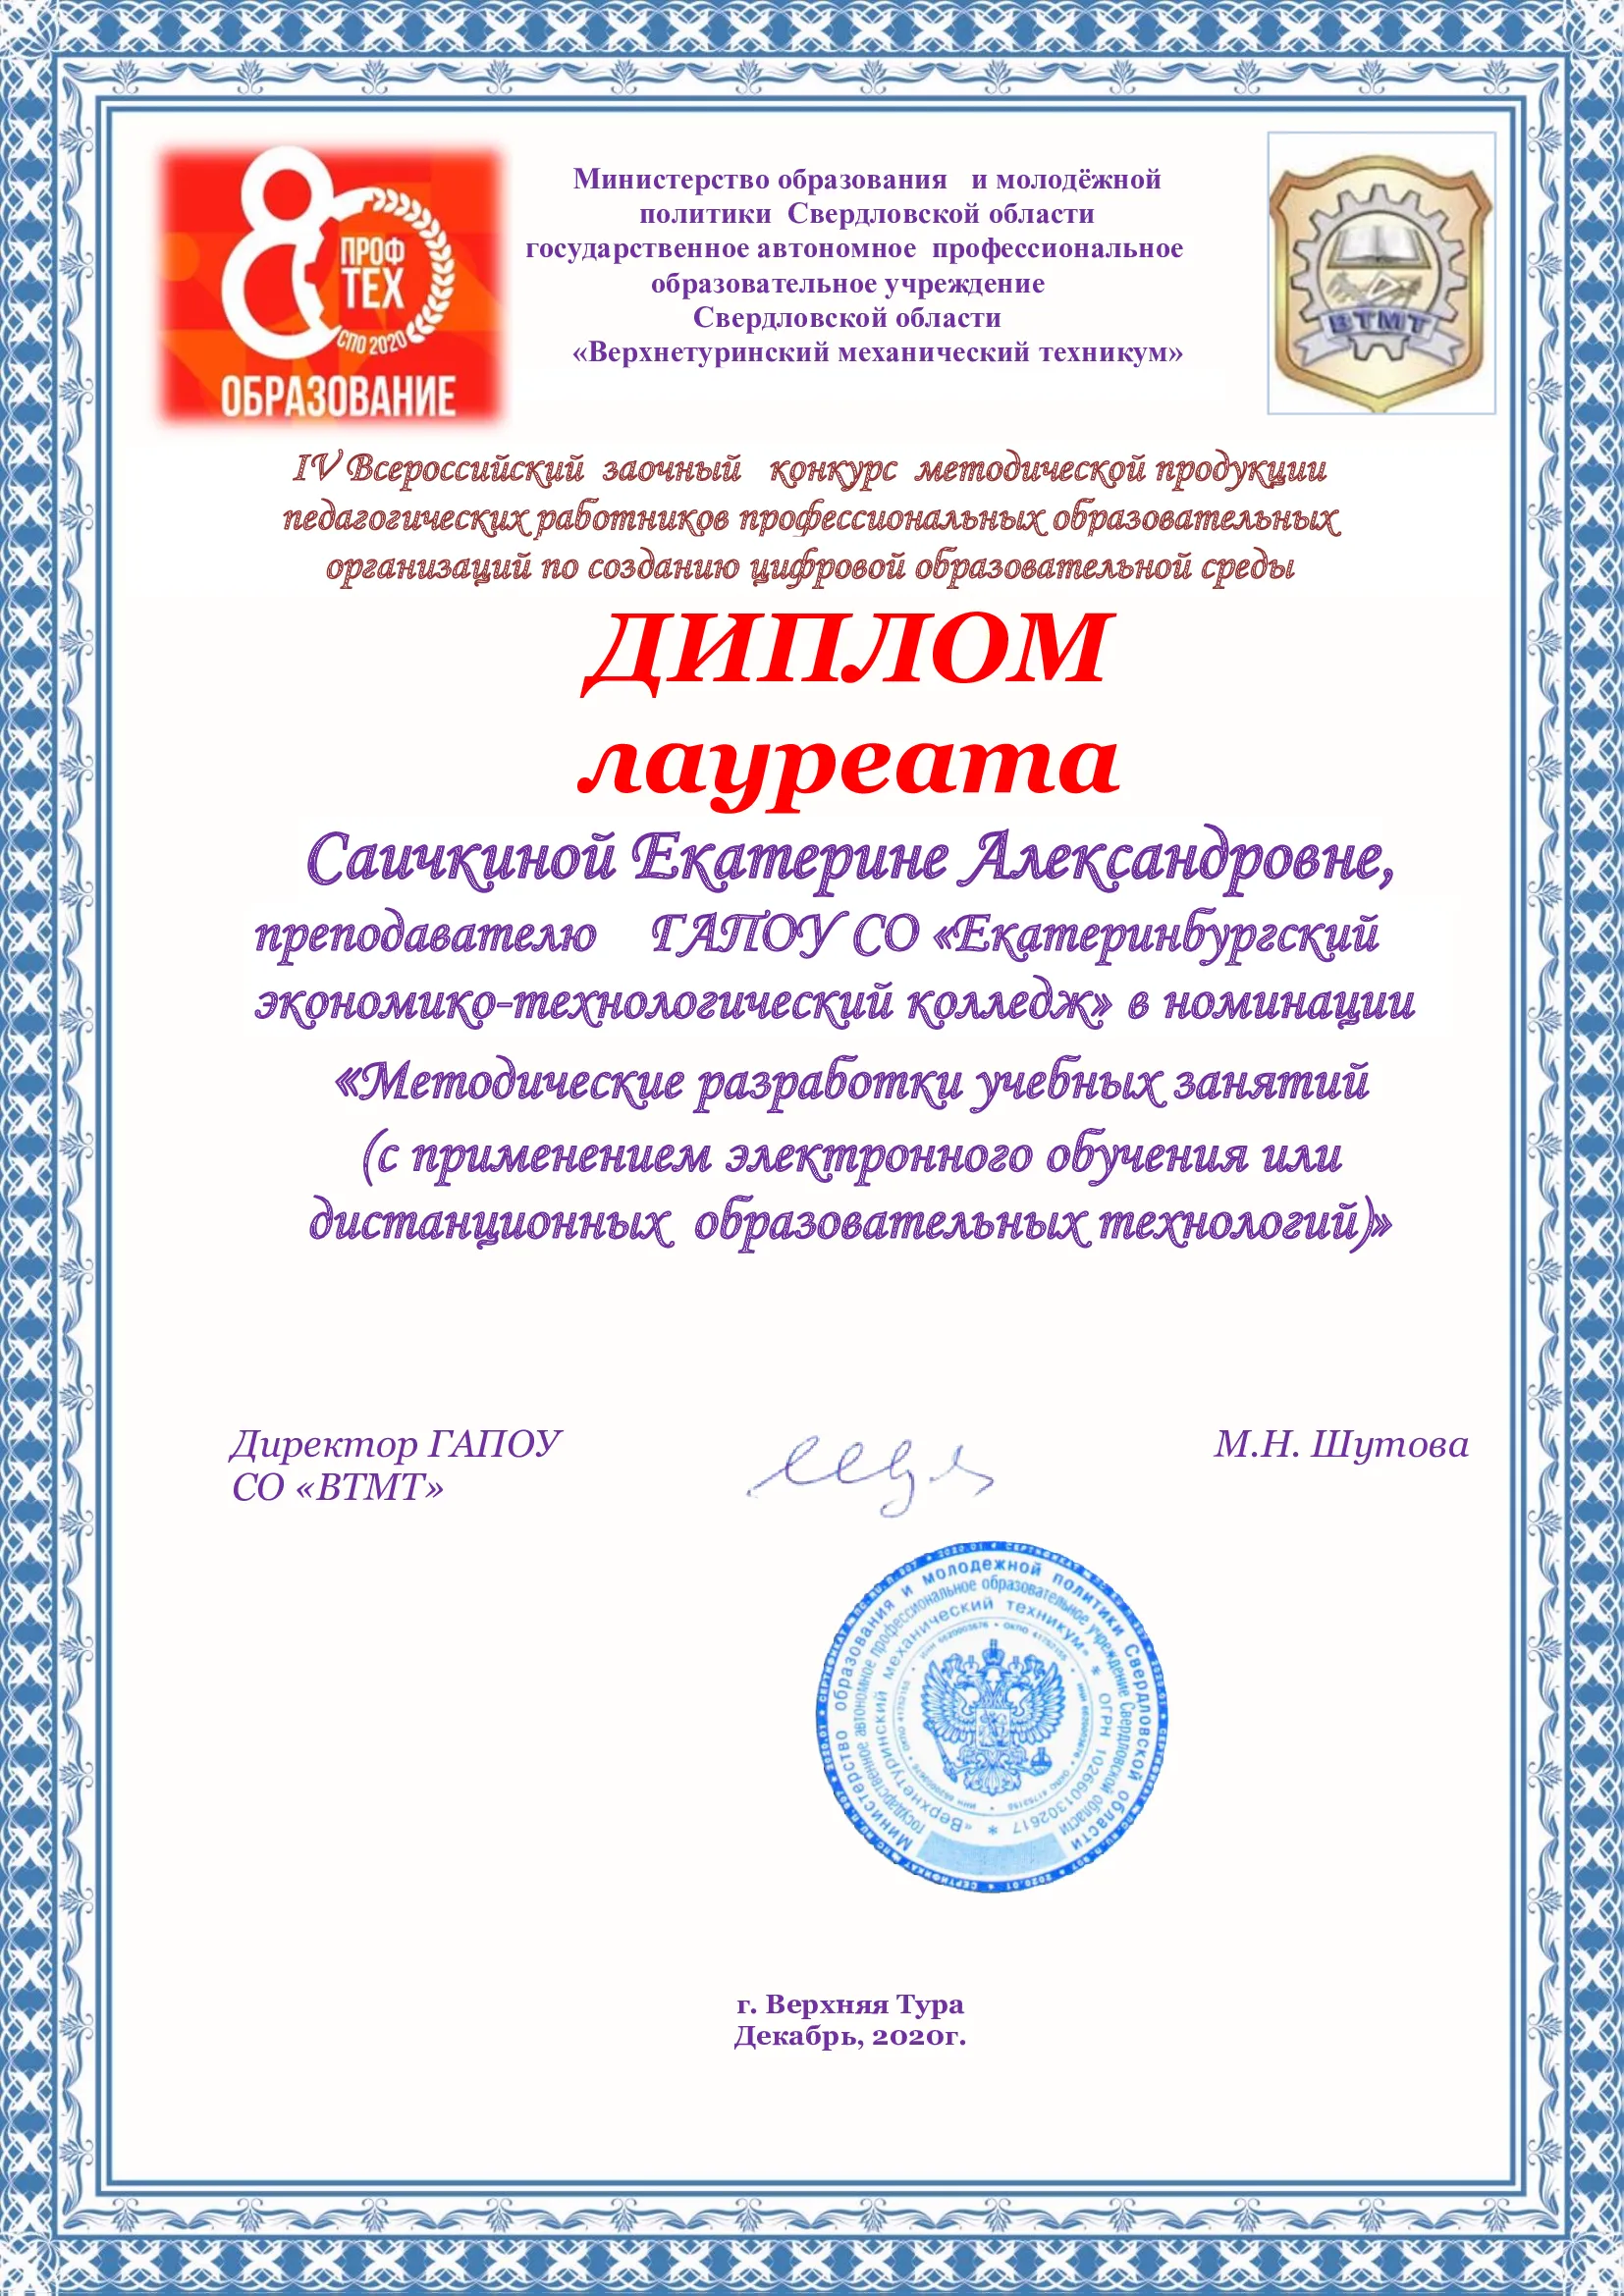 8
ПРОФ
ТЕХ
СПО 2020
ОБРАЗОВАНИЕ
Министерство образования и молодёжной
политики Свердловской области
государственное автономное профессиональное
образовательное учреждение
Свердловской области
«Верхнетуринский механический техникум»
ВТМТ
IV Всероссийский заочный конкурс методической продукции
педагогических работников профессиональных образовательных
организаций по созданию цифровой образовательной среды
ДИПЛОМ
лауреата
Саичкиной Екатерине Александровне,
преподавателю ГАПОУ СО «Екатеринбургский
экономико-технологический колледж» в номинации
«Методические разработки учебных занятий
(с применением электронного обучения или
дистанционных образовательных технологий)»
Директор ГАПОУ
СО «ВТМТ»
М.Н. Шутова
Министерство образования и молодежной политики Свердловской области
государственное автономное профессиональное образовательное учреждение Свердловской области
«Верхнетуринский механический техникум» * ОГРН 1026601302617 *
г. Верхняя Тура
Декабрь, 2020г.